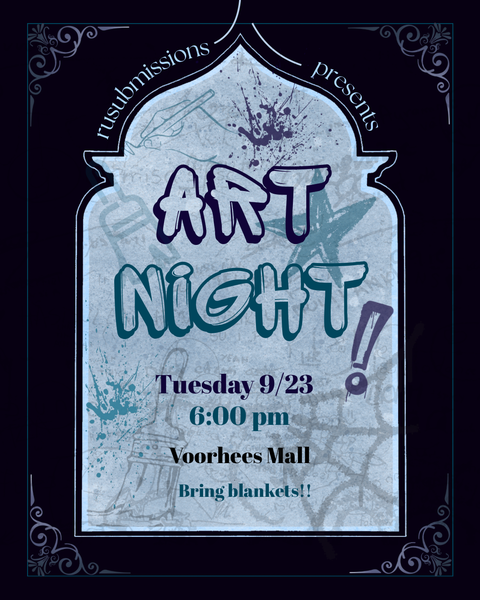 rusubmissions presents
ART
NiGHT!
Tuesday 9/23
6:00 pm
Voorhees Mall
Bring blankets!!